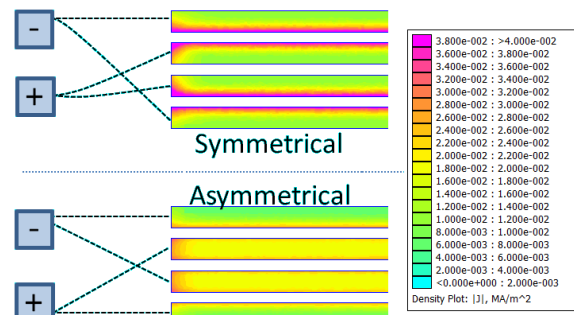 -
+
Symmetrical
Asymmetrical
-
+
3.800e-002 : >4.000e-002
3.600e-002 : 3.800e-002
3.400e-002 : 3.600e-002
3.200e-002 : 3.400e-002
3.000e-002 : 3.200e-002
2.800e-002 : 3.000e-002
2.600e-002 : 2.800e-002
2.400e-002 : 2.600e-002
2.200e-002 : 2.400e-002
2.000e-002 : 2.200e-002
1.800e-002 : 2.000e-002
1.600e-002 : 1.800e-002
1.400e-002 : 1.600e-002
1.200e-002 : 1.400e-002
1.000e-002 : 1.200e-002
8.000e-003 : 1.000e-002
6.000e-003 : 8.000e-003
4.000e-003 : 6.000e-003
2.000e-003 : 4.000e-003
<0.000e+000 : 2.000e-003
Density Plot: |J|, MA/m^2